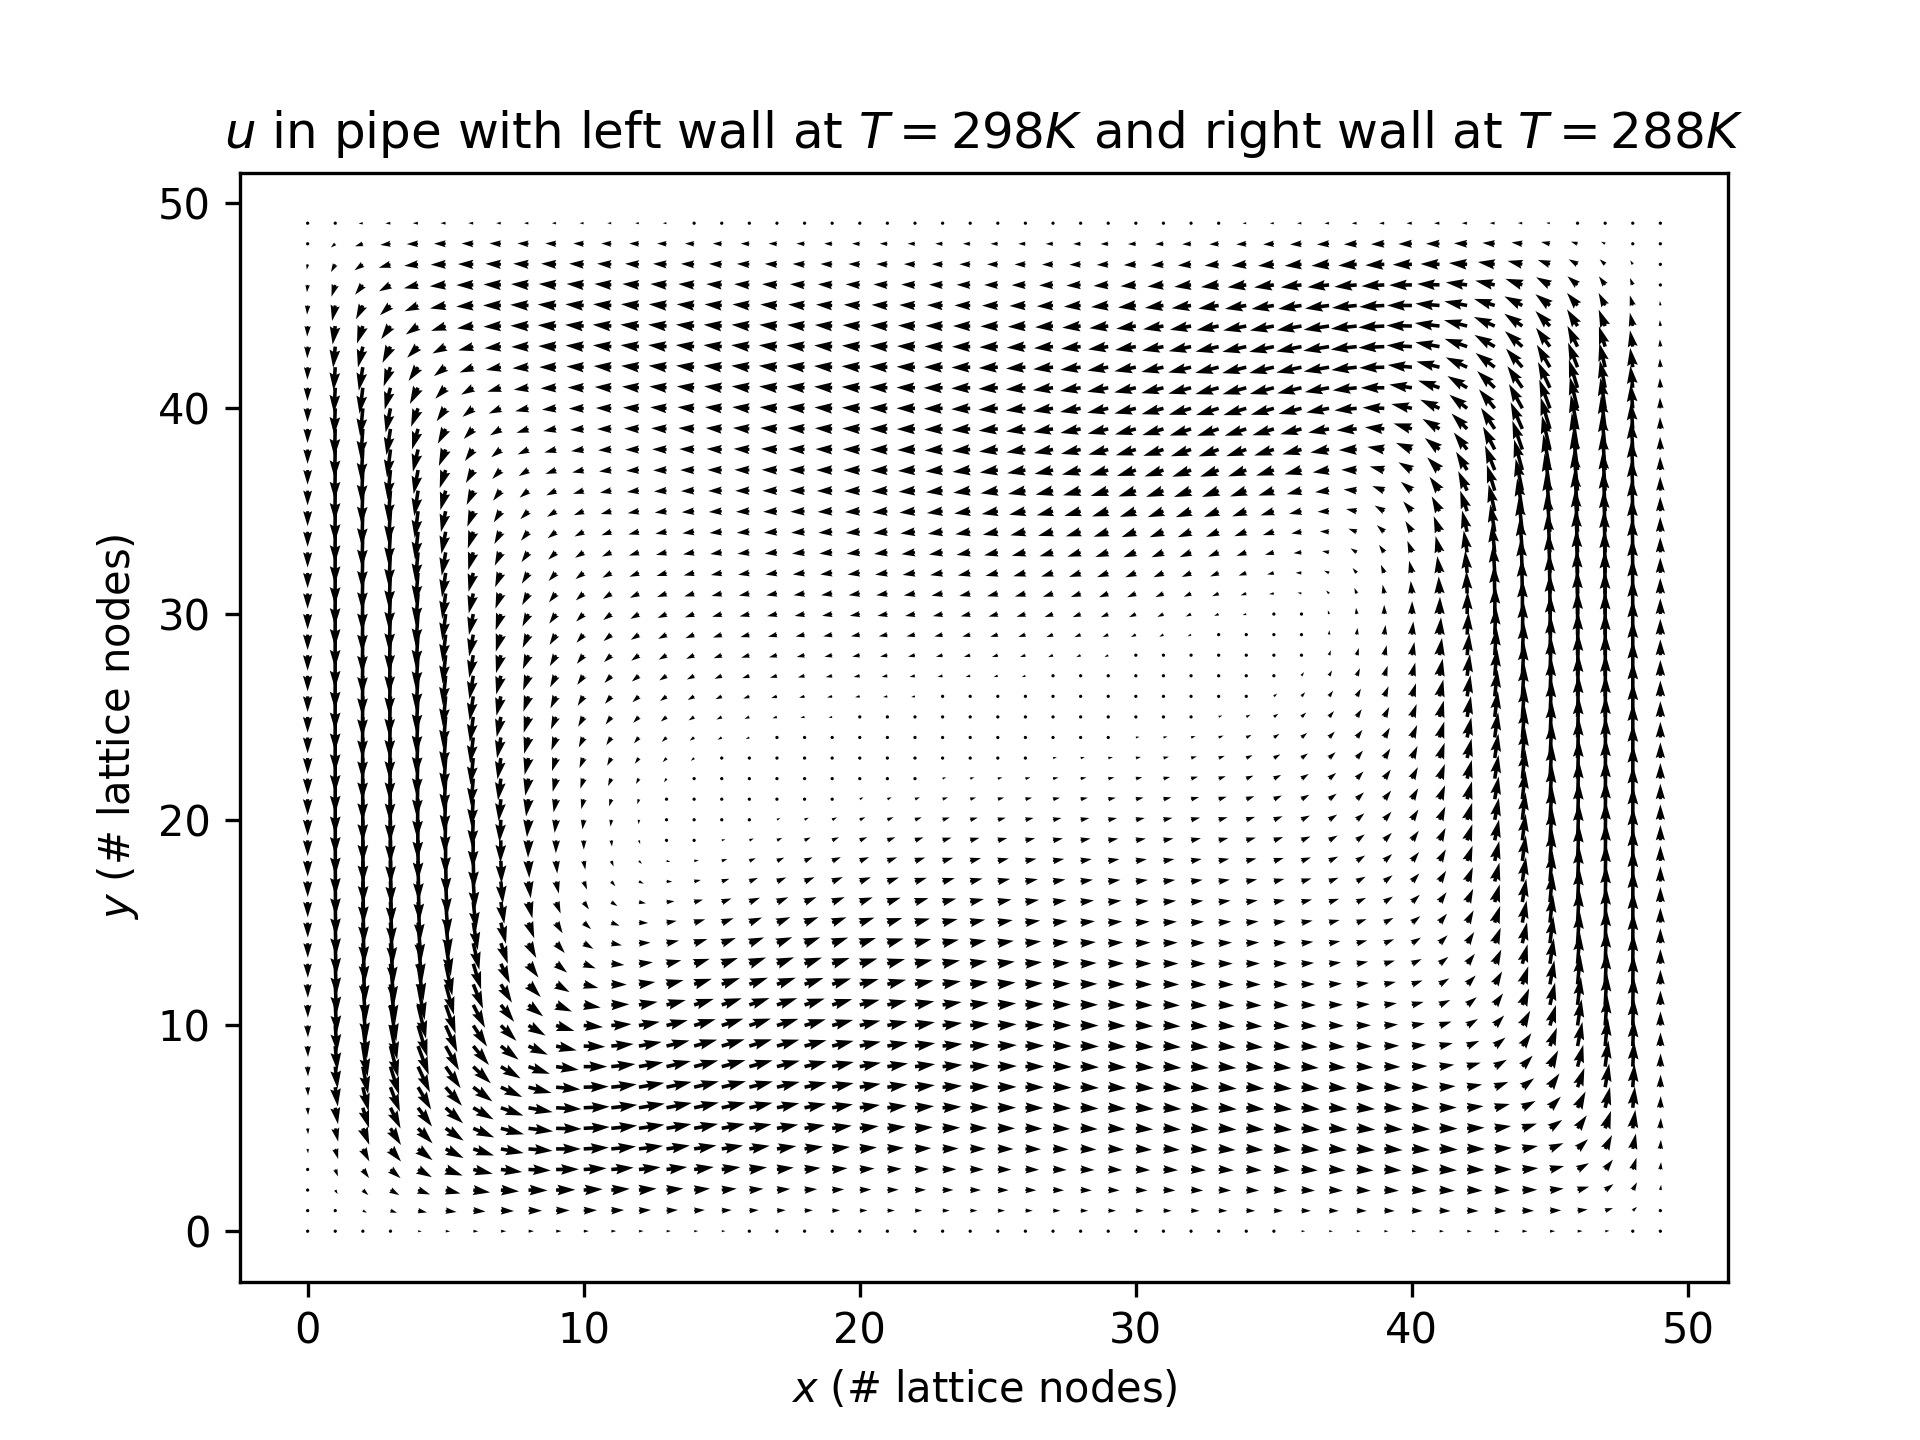 u in pipe with left wall at T = 298K and right wall at T = 288K
50
40
30
20
10
0
y (# lattice nodes)
0 10 20 30 40 50
x (# lattice nodes)